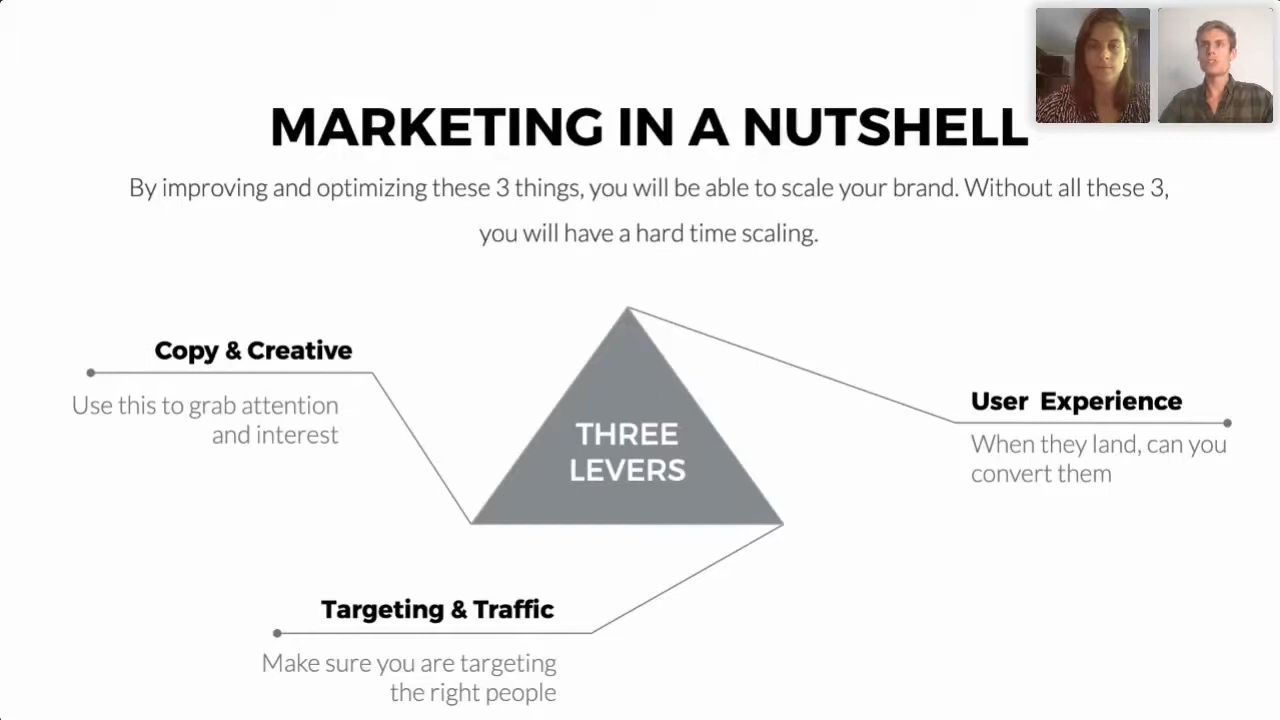 MARKETING IN A NUTSHELL
By improving and optimizing these 3 things, you will be able to scale your brand. Without all these 3,
you will have a hard time scaling.
Copy & Creative
Use this to grab attention
and interest
THREE
LEVERS
User Experience
When they land, can you
convert them
Targeting & Traffic
Make sure you are targeting
the right people